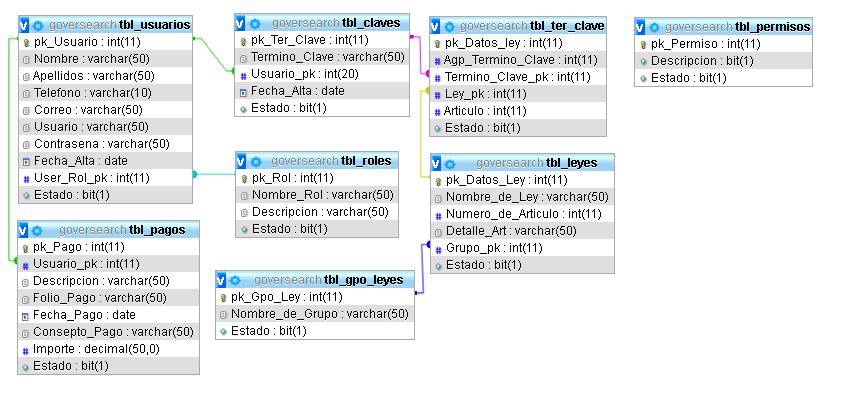 goversearch tbl_usuarios
pk_Usuario : int(11)
Nombre : varchar(50)
Apellidos : varchar(50)
Telefono : varchar(10)
Correo : varchar(50)
Usuario : varchar(50)
Contrasena : varchar(50)
Fecha_Alta : date
User_Rol_pk : int(11)
Estado : bit(1)
goversearch tbl_pagos
pk_Pago : int(11)
Usuario_pk : int(11)
Descripcion : varchar(50)
Folio_Pago : varchar(50)
Fecha_Pago : date
Consepto_Pago : varchar(50)
Importe : decimal(50,0)
Estado : bit(1)
goversearch tbl_claves
pk_Ter_Clave : int(11)
Termino_Clave : varchar(50)
Usuario_pk : int(20)
Fecha_Alta : date
Estado : bit(1)
goversearch tbl_roles
pk_Rol : int(11)
Nombre_Rol : varchar(50)
Descripcion : varchar(50)
Estado : bit(1)
goversearch tbl_gpo_leyes
pk_Gpo_Ley : int(11)
Nombre_de_Grupo : varchar(50)
Estado : bit(1)
goversearch tbl_ter_clave
pk_Datos_ley : int(11)
Agp_Termino_Clave : int(11)
Termino_Clave_pk : int(11)
Ley_pk : int(11)
Articulo : int(11)
Estado : bit(1)
goversearch tbl_leyes
pk_Datos_Ley : int(11)
Nombre_de_Ley : varchar(50)
Numero_de_Articulo : int(11)
Detalle_Art : varchar(50)
Grupo_pk : int(11)
Estado : bit(1)
goversearch tbl_permisos
pk_Permiso : int(11)
Descripcion : bit(1)
Estado : bit(1)